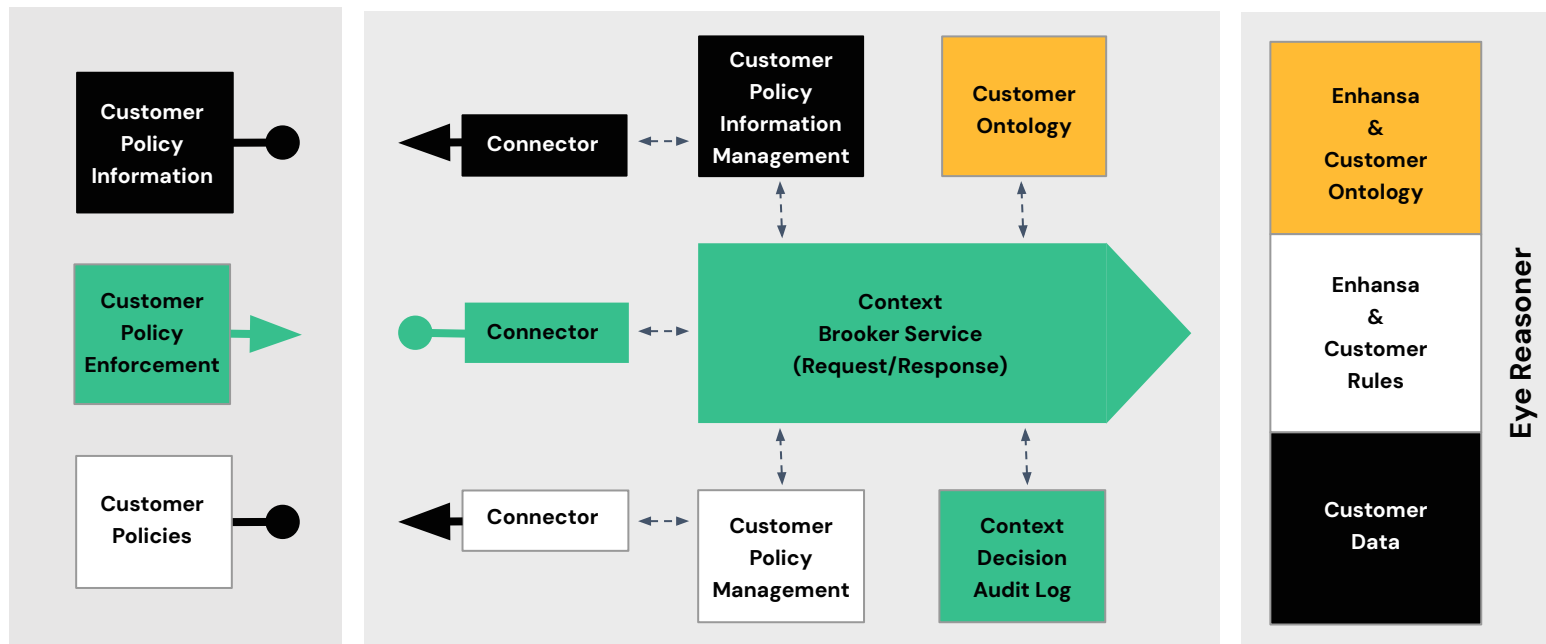 Customer
Policy
Information
Customer
Policy
Enforcement
Customer
Policies
Connector
Customer
Policy
Information
Management
Customer
Ontology
Connector
Context
Brooker Service
(Request/Response)
Connector
Customer
Policy
Management
Context
Decision
Audit Log
Enhansa
&
Customer
Ontology
Enhansa
&
Customer
Rules
Customer
Data
Eye Reasoner